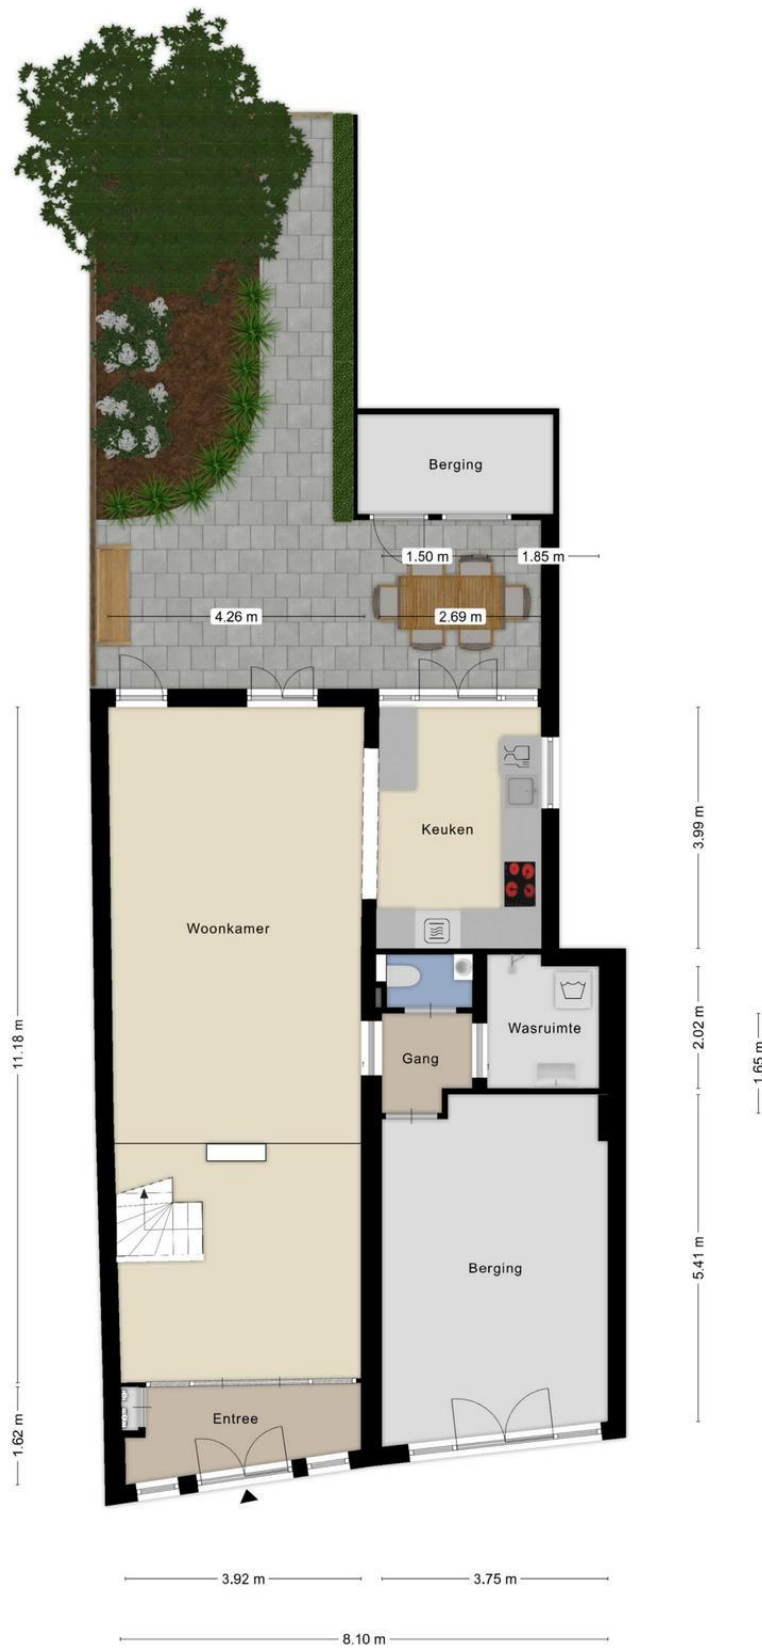 Berging
1.50 m
1.85 m
4.26 m
2.69 m
3.99 m
Keuken
Woonkamer
11.18 m
Gang
Wasruimte
2.02 m
1.65 m
Berging
5.41 m
Entree
1.62 m
3.92 m
3.75 m
8.10 m